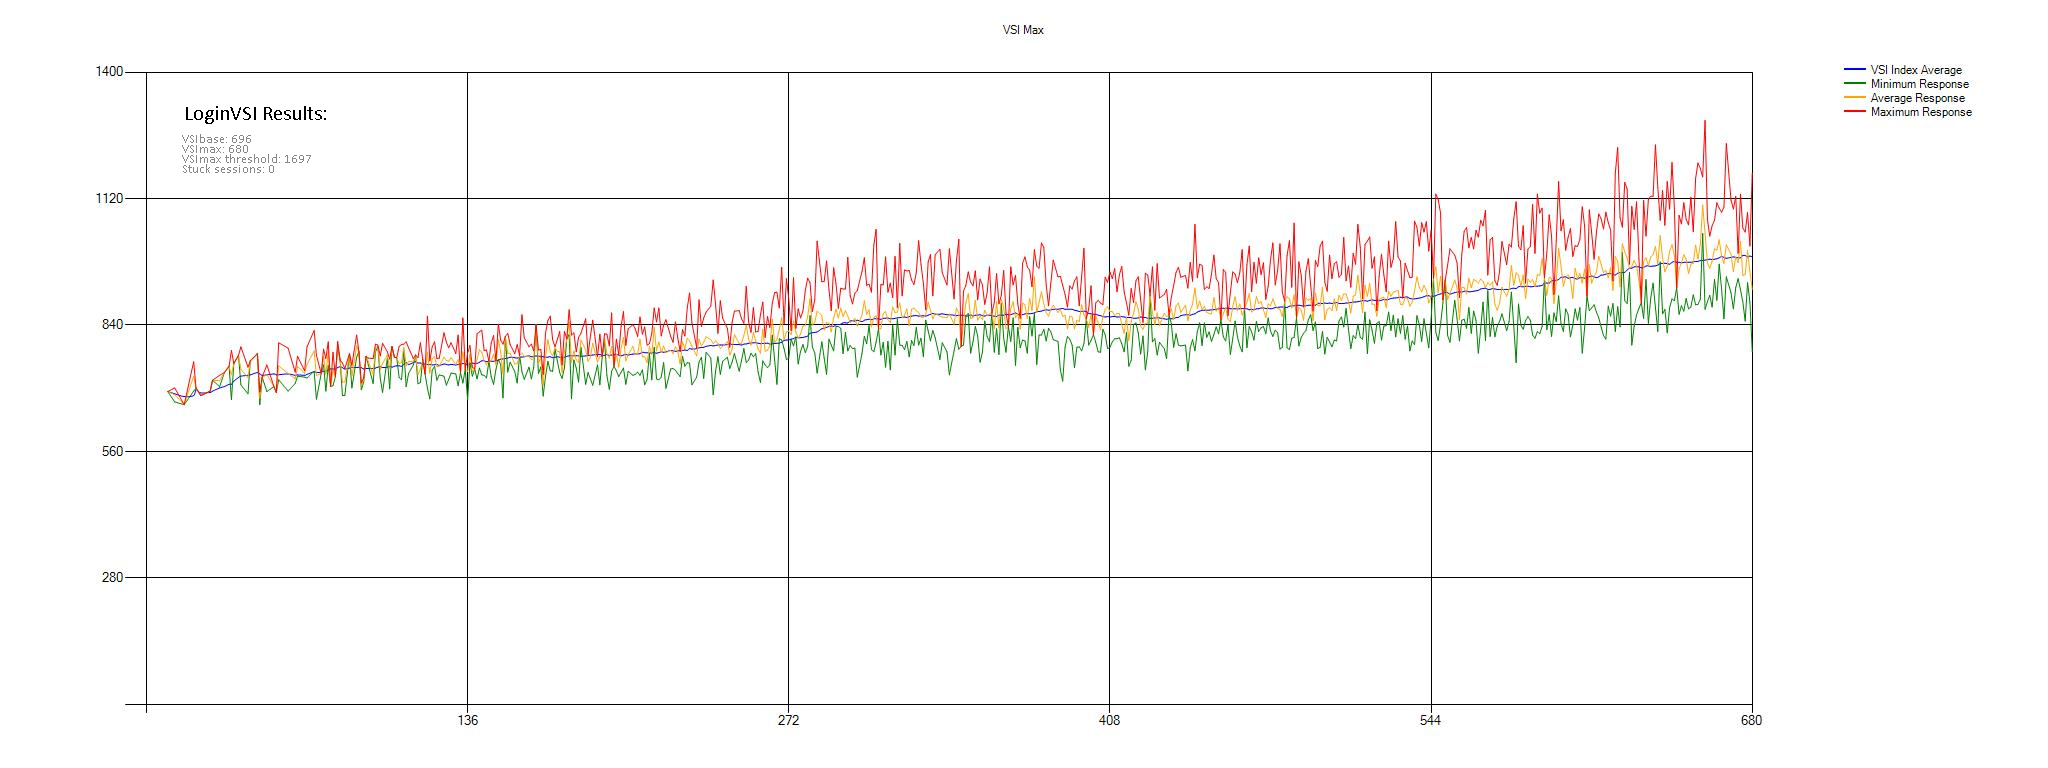 VSI Max
1400
1120
840
560
280
LoginVSI Results:
VSIbase: 696
VSImax: 680
VSImax threshold: 1697
Stuck sessions: 0
VSI Index Average
Minimum Response
Average Response
Maximum Response
136
272
408
544
680